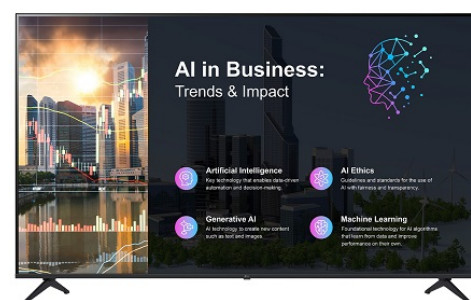 AI in Business:
Trends & Impact
Artificial Intelligence
Key technology that enables data-driven
automation and decision-making.
AI Ethics
Guidelines and standards for the use of
AI with fairness and transparency.
Generative AI
AI technology to create new content
such as text and images.
Machine Learning
Foundational technology for AI algorithms
that learn from data and improve
performance on their own.